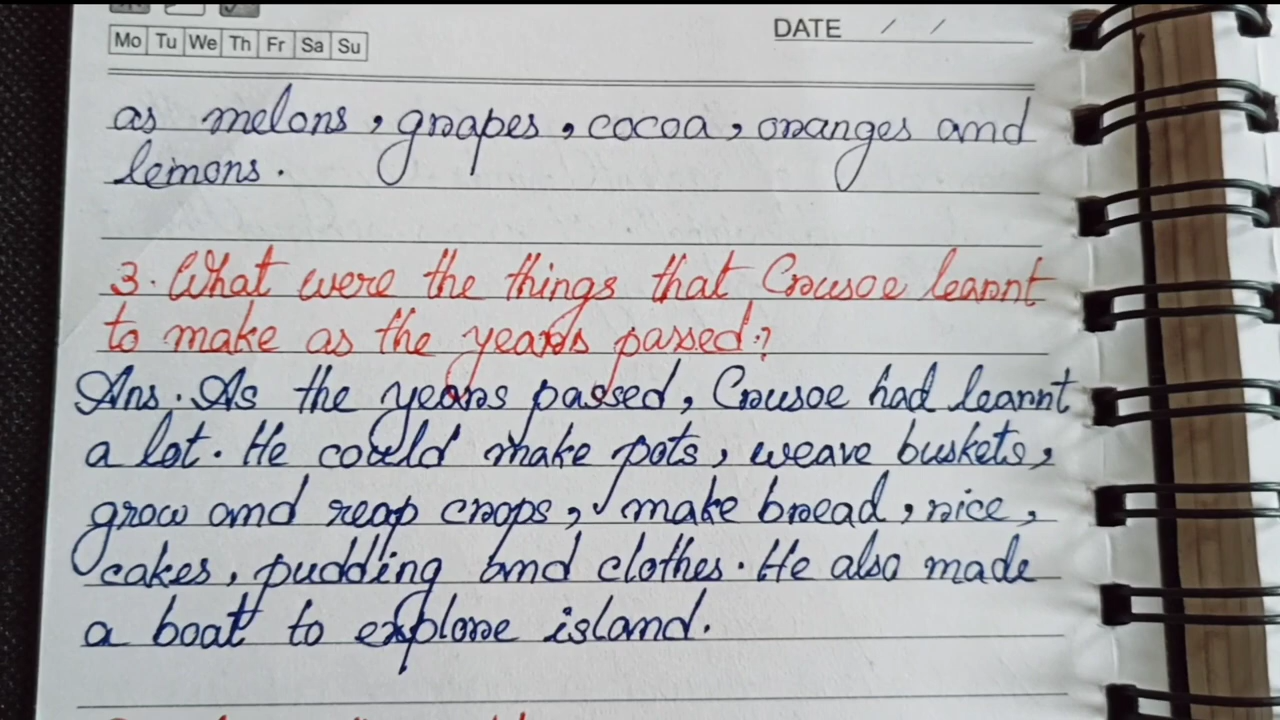 Mo Tu We Th Fr Sa Su
DATE / /
as melons, grapes, cocoa, oranges and
lemons.
3. What were the things that Crusoe learnt
to make as the years passed?
Ans. As the years passed, Crusoe had learnt
a lot. He could make pots, weave buskets,
grow and reap crops, make bread, rice,
cakes, pudding and clothes. He also made
a boat to explore island.